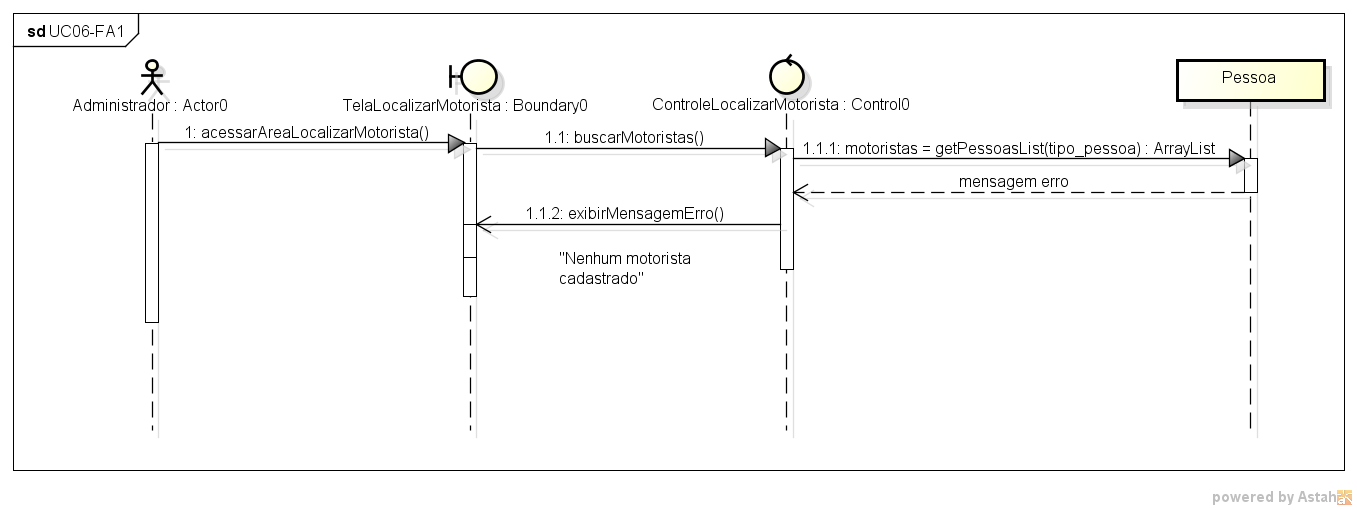 sd UC06-FA1
Administrador : Actor0
TelaLocalizarMotorista : Boundary0
ControleLocalizarMotorista : Control0
Pessoa
1: acessarAreaLocalizarMotorista()
1.1: buscarMotoristas()
1.1.1: motoristas = getPessoasList(tipo_pessoa) : ArrayList
mensagem erro
1.1.2: exibirMensagemErro()
"Nenhum motorista
cadastrado"
powered by Astah